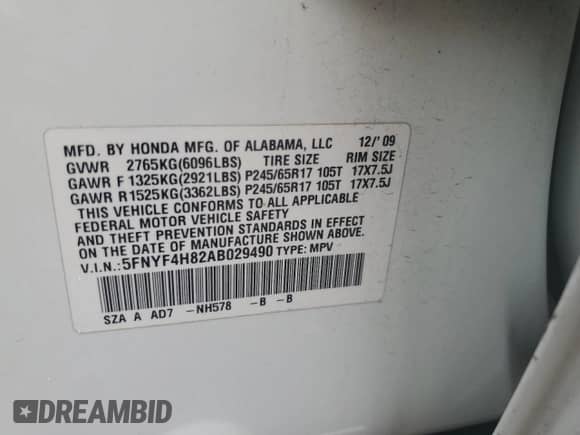 MFD. BY HONDA MFG. OF ALABAMA, LLC 12/'09
GVWR 2765KG(6096LBS) TIRE SIZE RIM SIZE
GAWR F 1325KG(2921LBS) P245/65R17 105T 17X7.5J
GAWR R 1525KG(3362LBS) P245/65R17 105T 17X7.5J
THIS VEHICLE CONFORMS TO ALL APPLICABLE
FEDERAL MOTOR VEHICLE SAFETY
AND THEFT PREVENTION STANDARDS IN EFFECT
ON THE DATE OF MANUFACTURE SHOWN ABOVE.
V.I.N.:5FNYF4H82AB029490 TYPE: MPV
SZA A AD7 -NH578 -B -B
DREAMBID